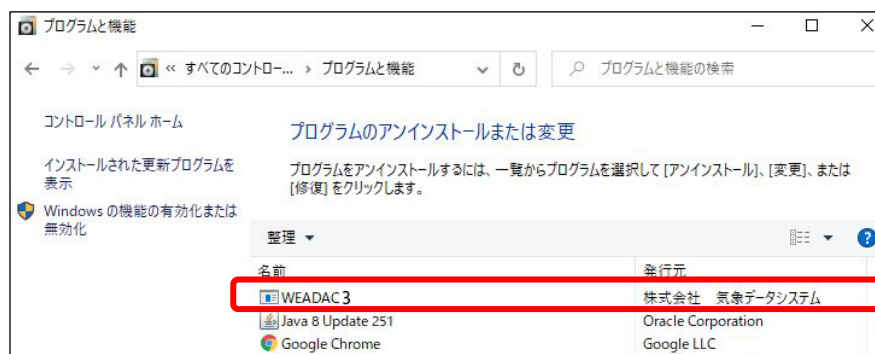 プログラムと機能
« すべてのコントロー... › プログラムと機能
プログラムと機能の検索
コントロール パネル ホーム
インストールされた更新プログラムを
表示
Windows の機能の有効化または
無効化
プログラムのアンインストールまたは変更
プログラムをアンインストールするには、一覧からプログラムを選択して [アンインストール]、[変更]、または
[修復] をクリックします。
整理
名前 発行元
WEADAC 3 株式会社　気象データシステム
Java 8 Update 251 Oracle Corporation
Google Chrome Google LLC